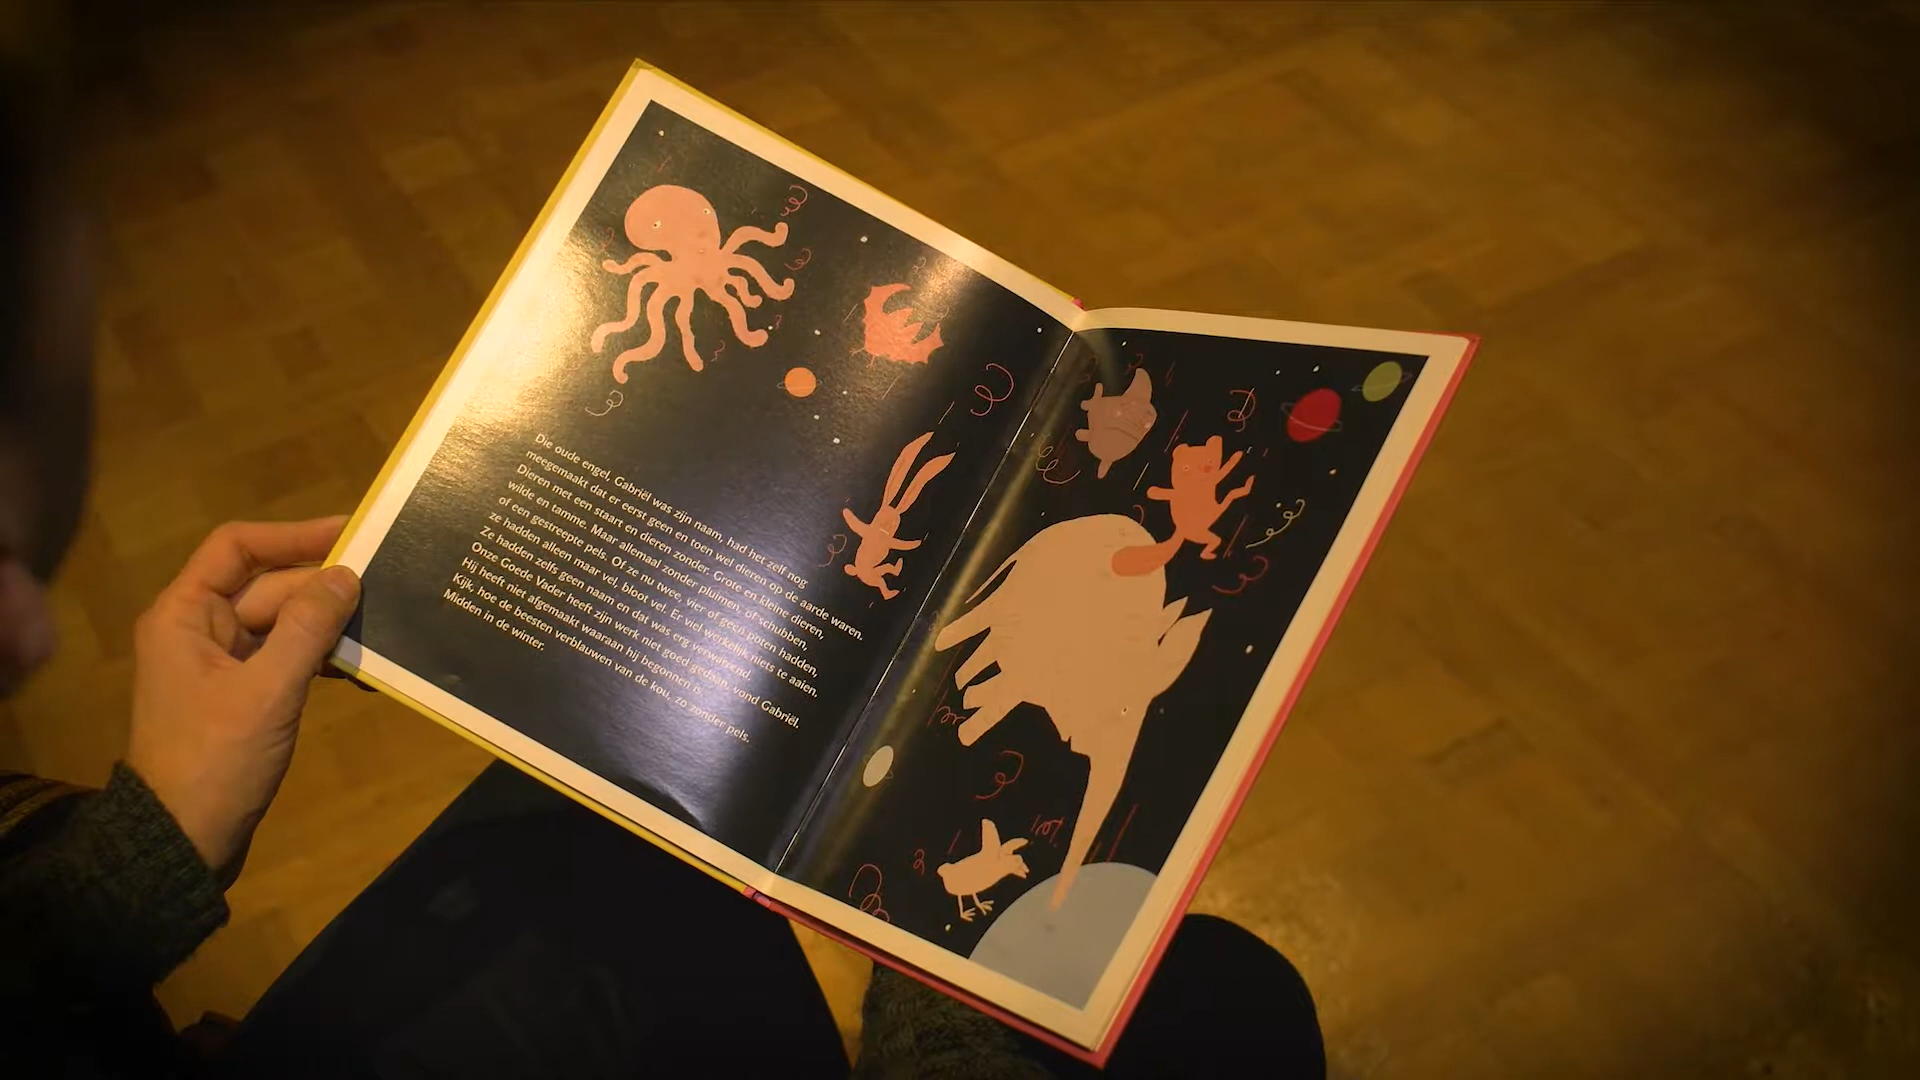 Die oude engel, Gabriël was zijn naam, had het zelf nog
meegemaakt dat er eerst geen en toen wel dieren op de aarde waren.
Dieren met een staart en dieren zonder. Grote en kleine dieren,
wilde en tamme. Maar allemaal zonder pluimen, of schubben,
of een gestreepte pels. Of ze nu twee, vier of geen poten hadden,
ze hadden alleen maar vel, bloot vel. Er viel werkelijk niets te aaien.
Ze hadden zelfs geen naam en dat was erg verwarrend.
Onze Goede Vader heeft zijn werk niet goed gedaan, vond Gabriël.
Hij heeft niet afgemaakt waaraan hij begonnen is.
Kijk, hoe de beesten verblauwen van de kou, zo zonder pels.
Midden in de winter.